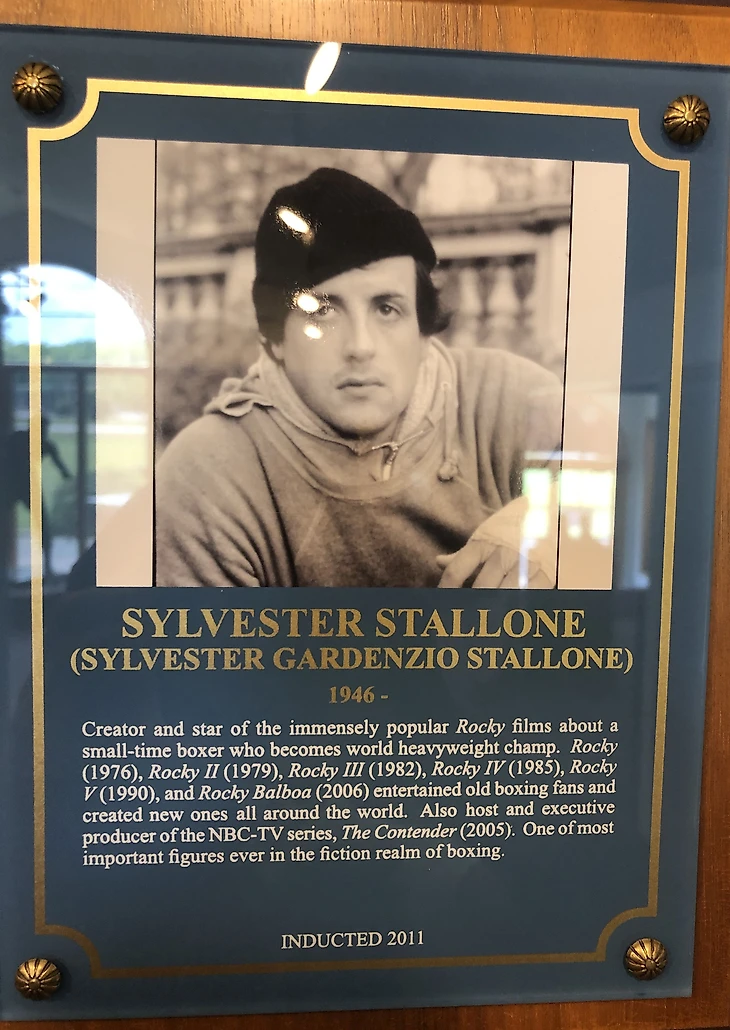 SYLVESTER STALLONE
(SYLVESTER GARDENZIO STALLONE)
1946 -
Creator and star of the immensely popular Rocky films about a
small-time boxer who becomes world heavyweight champ. Rocky
(1976), Rocky II (1979), Rocky III (1982), Rocky IV (1985), Rocky
V (1990), and Rocky Balboa (2006) entertained old boxing fans and
created new ones all around the world. Also host and executive
producer of the NBC-TV series, The Contender (2005). One of most
important figures ever in the fiction realm of boxing.
INDUCTED 2011